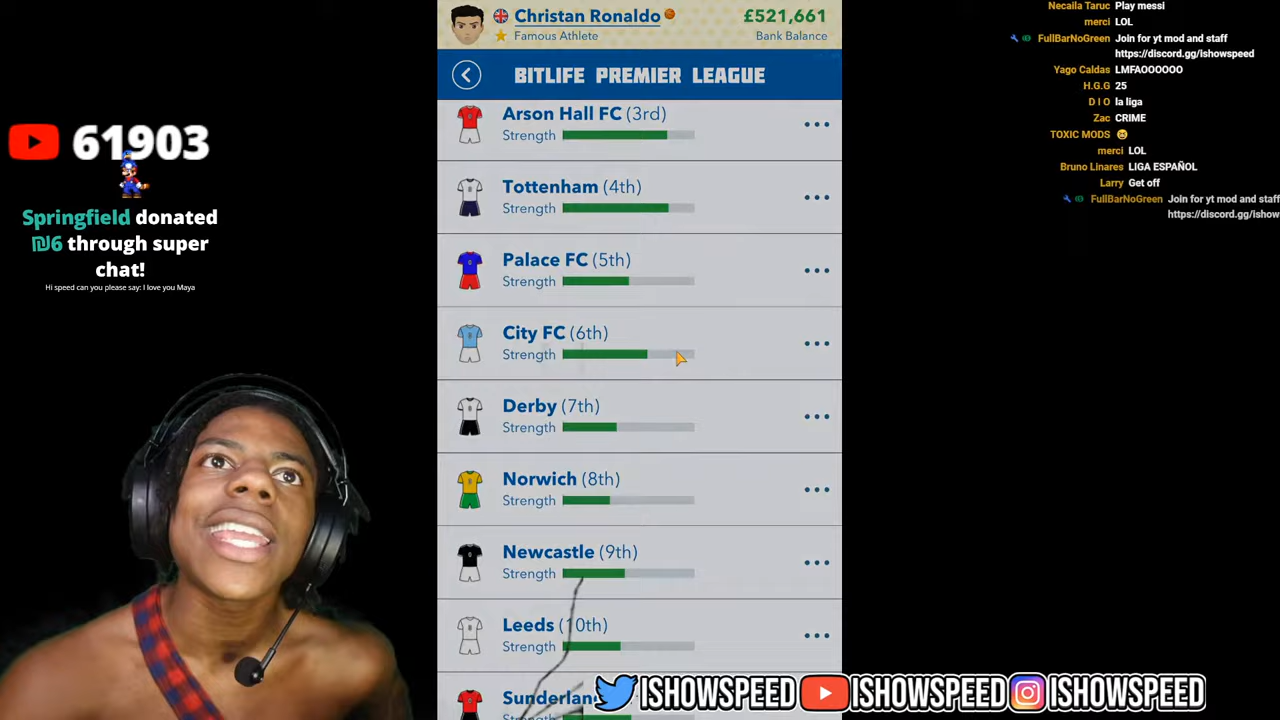 61903
Springfield donated
₪6 through super
chat!
Hi speed can you please say: I love you Maya
Christan Ronaldo
£521,661
Famous Athlete
Bank Balance
BITLIFE PREMIER LEAGUE
Arson Hall FC (3rd)
Strength
Tottenham (4th)
Strength
Palace FC (5th)
Strength
City FC (6th)
Strength
Derby (7th)
Strength
Norwich (8th)
Strength
Newcastle (9th)
Strength
Leeds (10th)
Strength
Sunderlan
Necaila Taruc Play messi
merci LOL
FullBarNoGreen Join for yt mod and staff
https://discord.gg/ishowspeed
Yago Caldas LMFAOOOOOO
H.G.G 25
D I O la liga
Zac CRIME
TOXIC MODS
merci LOL
Bruno Linares LIGA ESPAÑOL
Larry Get off
FullBarNoGreen Join for yt mod and staff
https://discord.gg/ishow
ISHOWSPEED ISHOWSPEED ISHOWSPEED